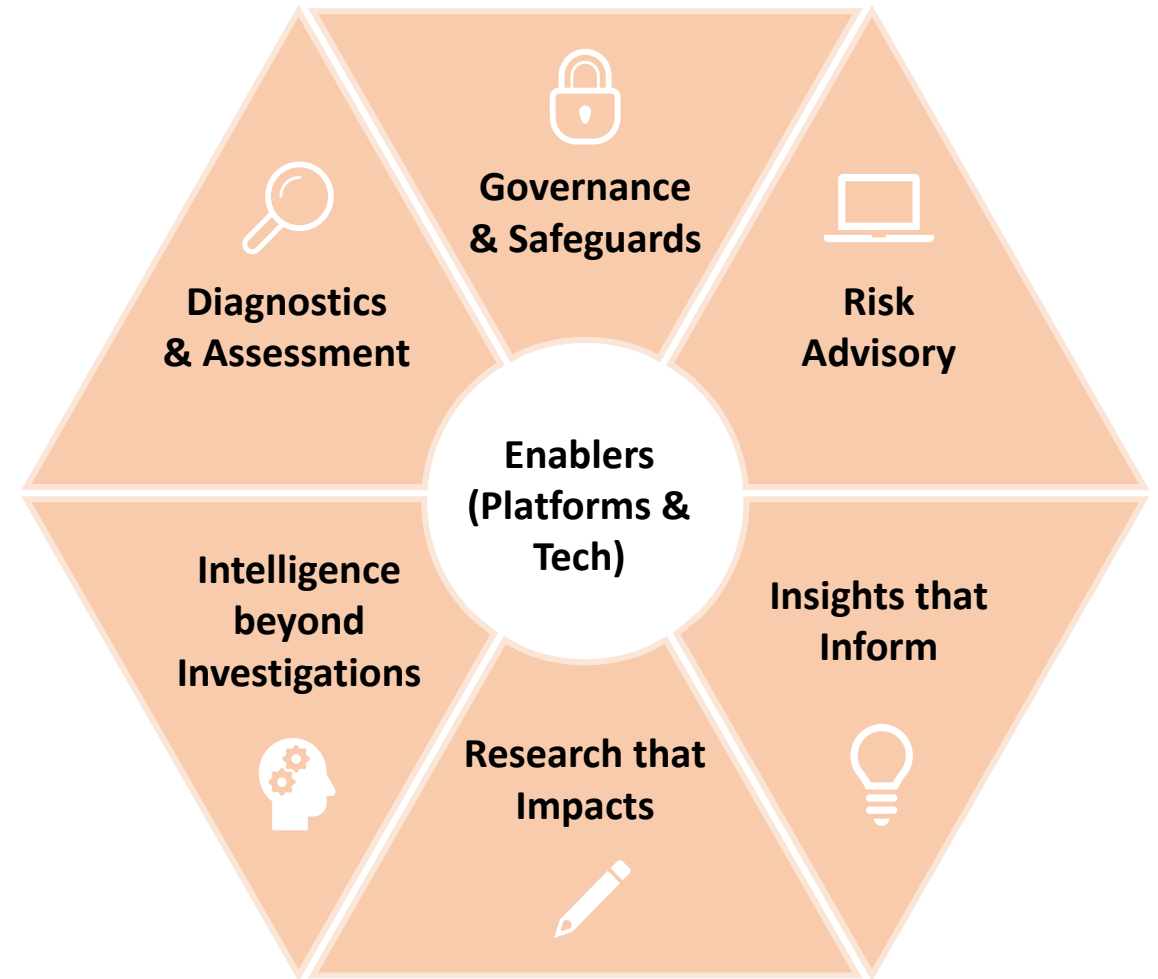 Governance
& Safeguards
Diagnostics
& Assessment
Risk
Advisory
Enablers
(Platforms &
Tech)
Intelligence
beyond
Investigations
Insights that
Inform
Research that
Impacts